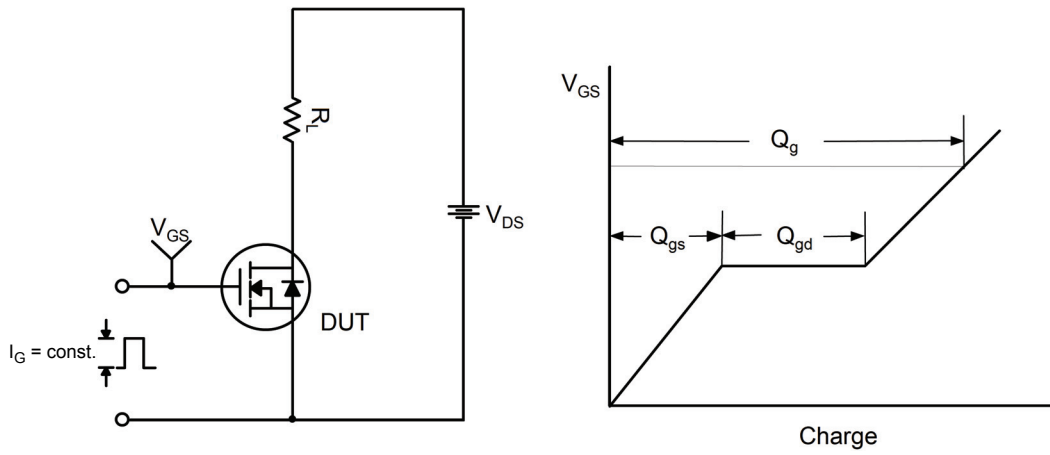 R_L
V_GS
V_DS
DUT
I_G = const.
V_GS
Q_g
Q_gs
Q_gd
Charge